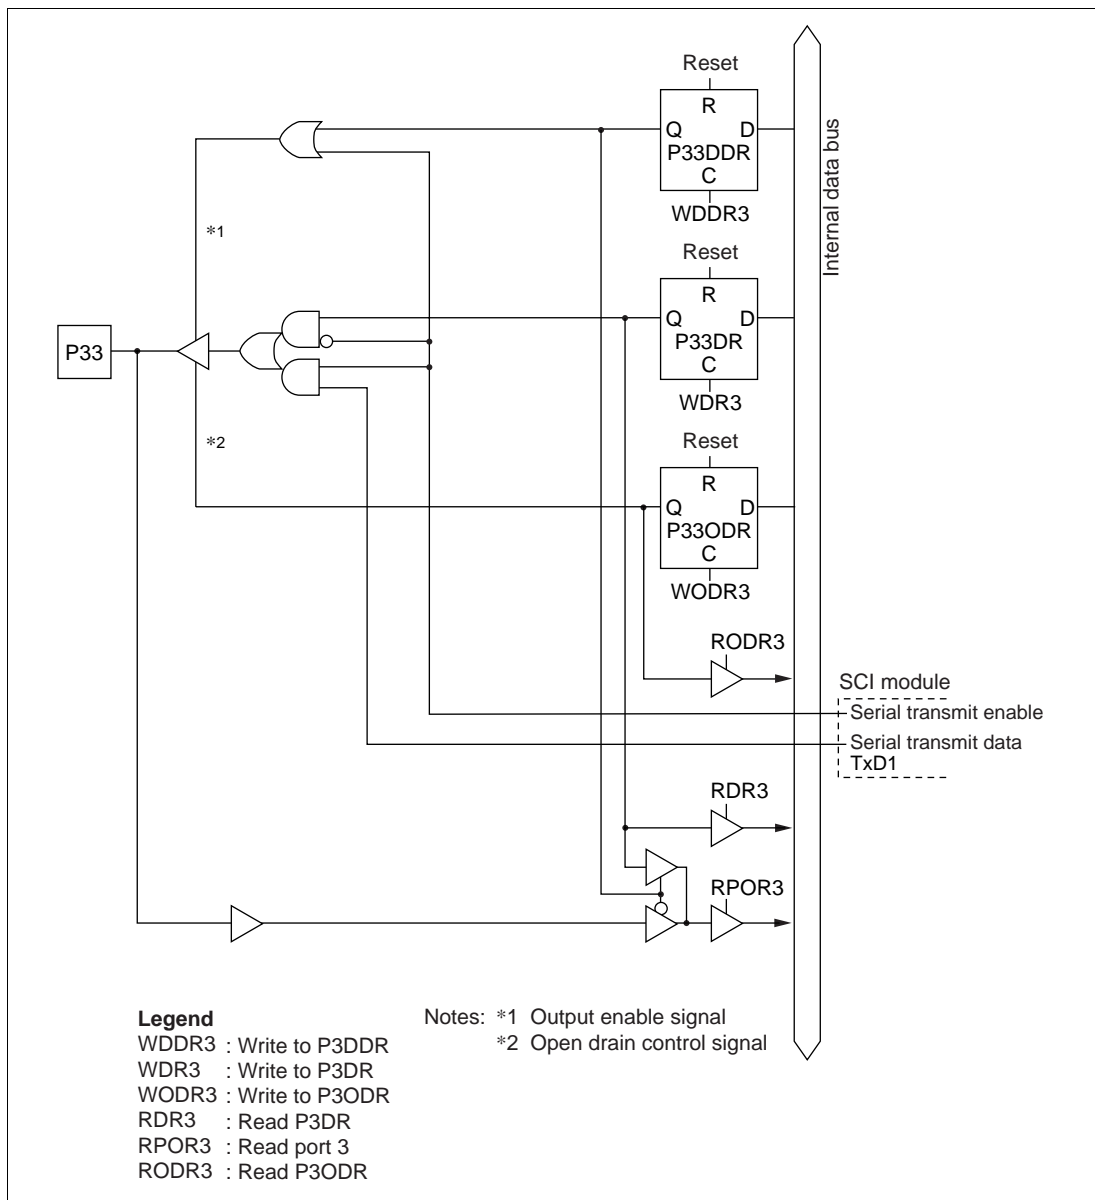 Reset
R
Q D
P33DDR
C
WDDR3
Internal data bus
*1
Reset
R
Q D
P33DR
C
WDR3
P33
*2
Reset
R
Q D
P33ODR
C
WODR3
RODR3
SCI module
Serial transmit enable
Serial transmit data
TxD1
RDR3
RPOR3
Legend
WDDR3 : Write to P3DDR
WDR3 : Write to P3DR
WODR3 : Write to P3ODR
RDR3 : Read P3DR
RPOR3 : Read port 3
RODR3 : Read P3ODR
Notes: *1 Output enable signal
*2 Open drain control signal